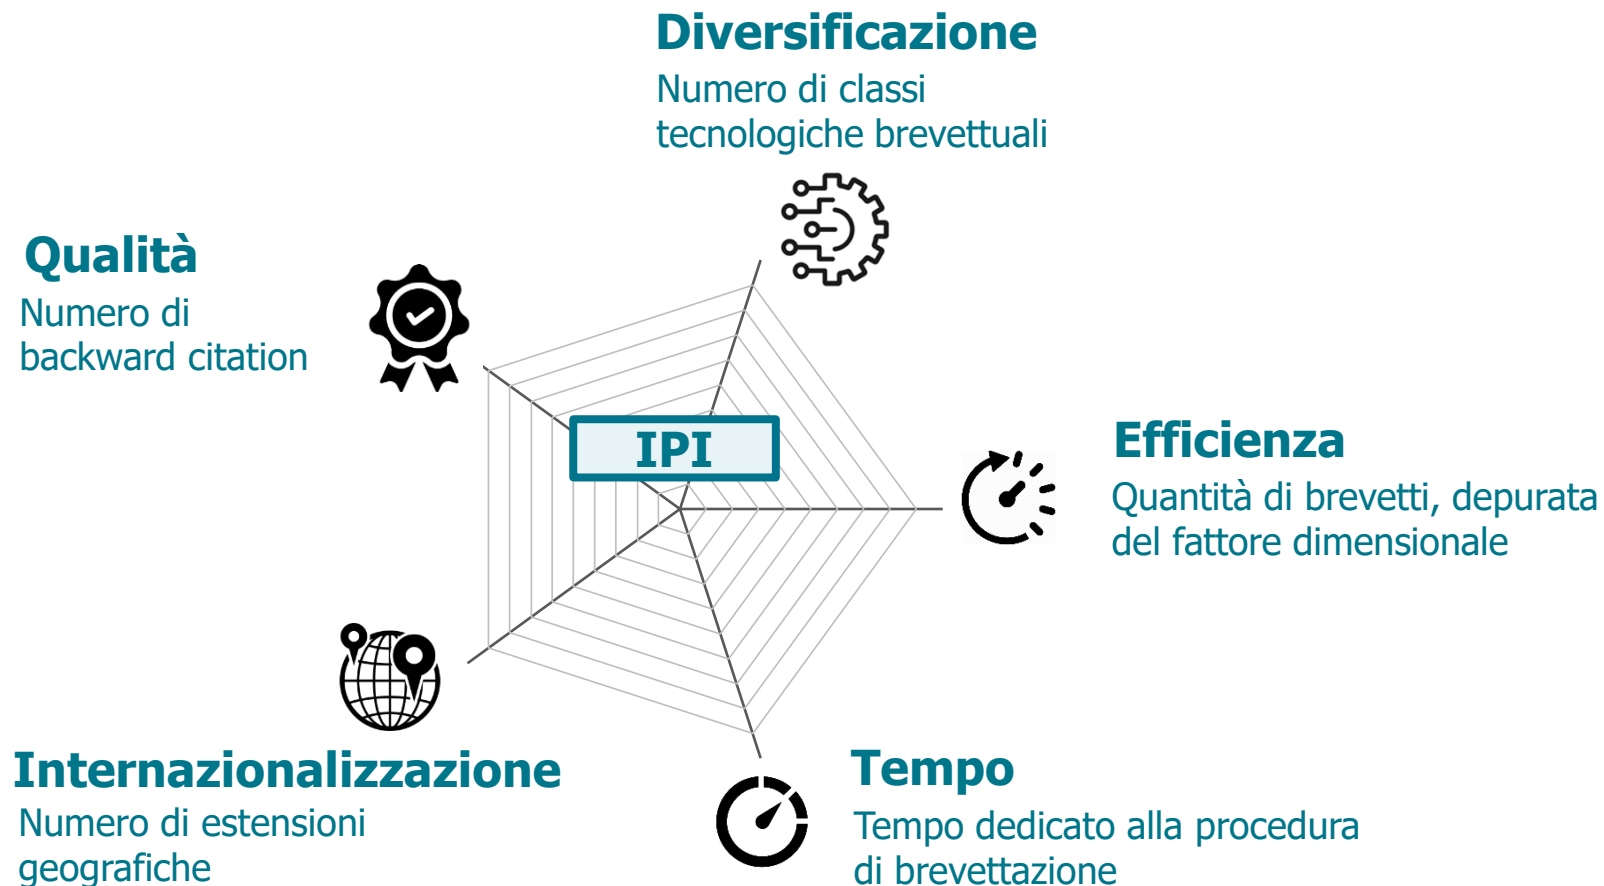 Diversificazione
Numero di classi
tecnologiche brevettuali
Qualità
Numero di
backward citation
IPI
Efficienza
Quantità di brevetti, depurata
del fattore dimensionale
Internazionalizzazione
Numero di estensioni
geografiche
Tempo
Tempo dedicato alla procedura
di brevettazione